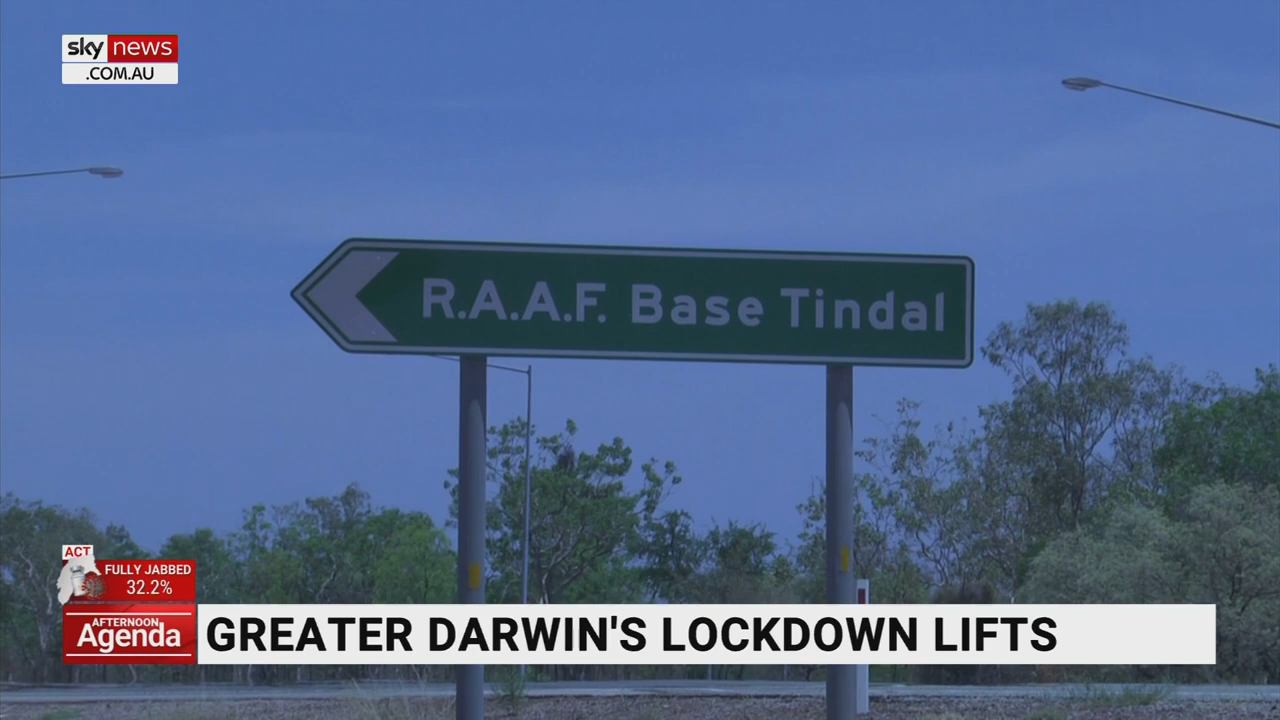 sky news
.COM.AU
R.A.A.F. Base Tindal
ACT
FULLY JABBED
32.2%
AFTERNOON
Agenda
GREATER DARWIN'S LOCKDOWN LIFTS